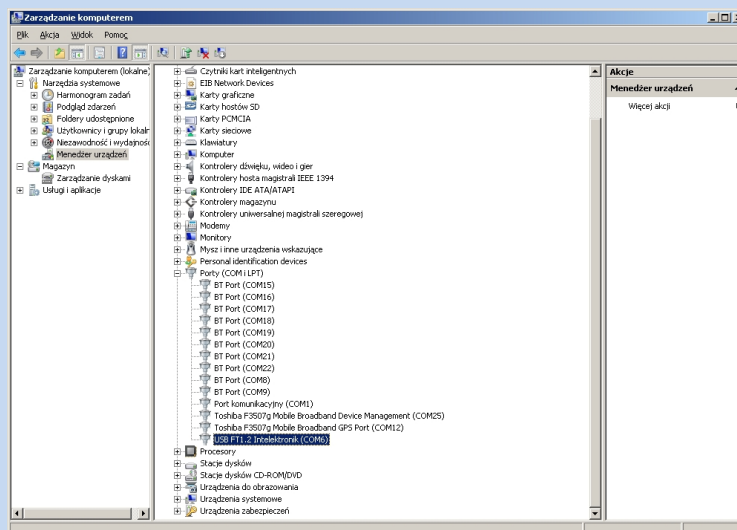 Zarządzanie komputerem
Plik Akcja Widok Pomoc
Zarządzanie komputerem (lokalne)
Narzędzia systemowe
Harmonogram zadań
Podgląd zdarzeń
Foldery udostępnione
Użytkownicy i grupy lokaln
Niezawodność i wydajność
Menedżer urządzeń
Magazyn
Zarządzanie dyskami
Usługi i aplikacje
Czytniki kart inteligentnych
EIB Network Devices
Karty graficzne
Karty hostów SD
Karty PCMCIA
Karty sieciowe
Klawiatury
Komputer
Kontrolery dźwięku, wideo i gier
Kontrolery hosta magistrali IEEE 1394
Kontrolery IDE ATA/ATAPI
Kontrolery magazynu
Kontrolery uniwersalnej magistrali szeregowej
Modemy
Monitory
Mysz i inne urządzenia wskazujące
Personal identification devices
Porty (COM i LPT)
BT Port (COM15)
BT Port (COM16)
BT Port (COM17)
BT Port (COM18)
BT Port (COM19)
BT Port (COM20)
BT Port (COM21)
BT Port (COM22)
BT Port (COM8)
BT Port (COM9)
Port komunikacyjny (COM1)
Toshiba F3507g Mobile Broadband Device Management (COM25)
Toshiba F3507g Mobile Broadband GPS Port (COM12)
USB FT1.2 Intelektronik (COM6)
Procesory
Stacje dysków
Stacje dysków CD-ROM/DVD
Urządzenia do obrazowania
Urządzenia systemowe
Urządzenia zabezpieczeń
Akcje
Menedżer urządzeń
Więcej akcji